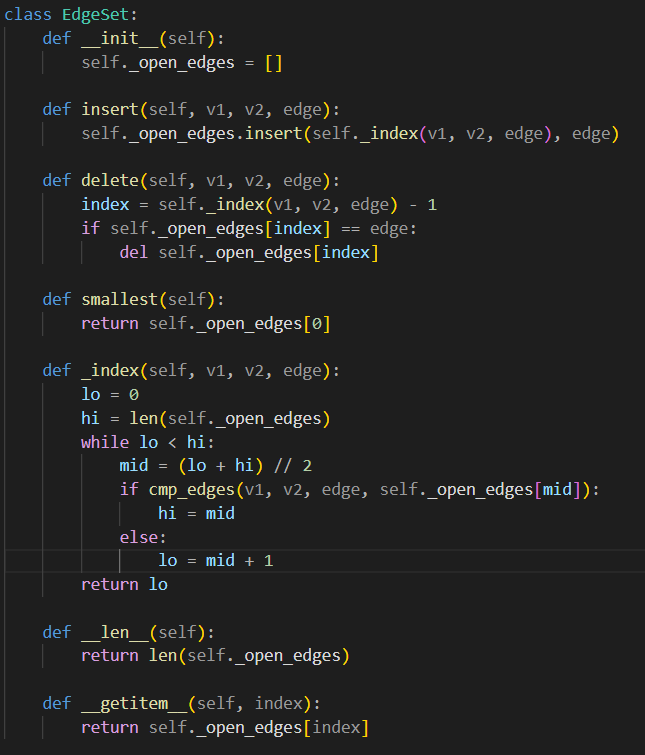 class EdgeSet:
    def __init__(self):
        self._open_edges = []

    def insert(self, v1, v2, edge):
        self._open_edges.insert(self._index(v1, v2, edge), edge)

    def delete(self, v1, v2, edge):
        index = self._index(v1, v2, edge) - 1
        if self._open_edges[index] == edge:
            del self._open_edges[index]

    def smallest(self):
        return self._open_edges[0]

    def _index(self, v1, v2, edge):
        lo = 0
        hi = len(self._open_edges)
        while lo < hi:
            mid = (lo + hi) // 2
            if cmp_edges(v1, v2, edge, self._open_edges[mid]):
                hi = mid
            else:
                lo = mid + 1
        return lo

    def __len__(self):
        return len(self._open_edges)

    def __getitem__(self, index):
        return self._open_edges[index]